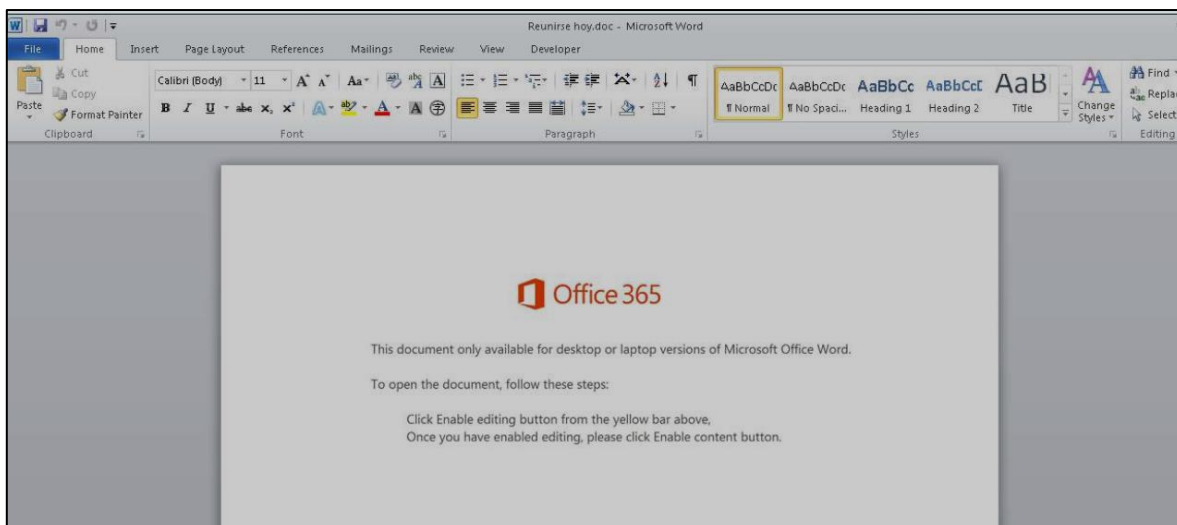 Reunirse hoy.doc - Microsoft Word
File Home Insert Page Layout References Mailings Review View Developer
Paste
Cut
Copy
Format Painter
Clipboard
Calibri (Body) 11
Font
Paragraph
AaBbCcDc AaBbCcDc AaBbCc AaBbCcD AaB
¶ Normal ¶ No Spaci... Heading 1 Heading 2 Title
Change
Styles
Styles
Find
Replac
Select
Editing
Office 365
This document only available for desktop or laptop versions of Microsoft Office Word.
To open the document, follow these steps:
Click Enable editing button from the yellow bar above,
Once you have enabled editing, please click Enable content button.